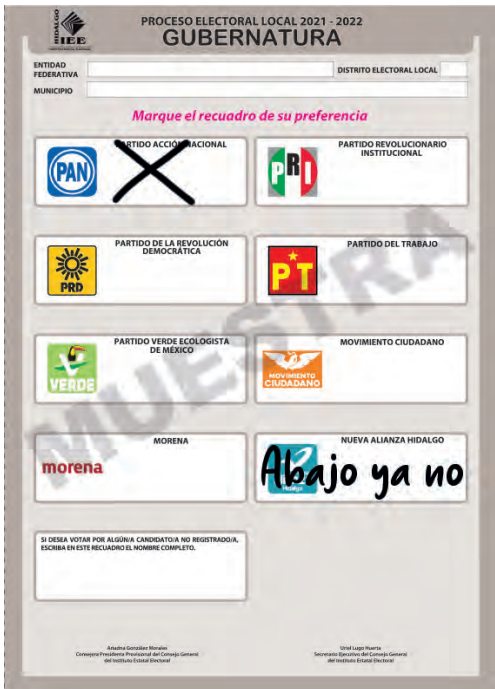 HIDALGO
IEE
PROCESO ELECTORAL LOCAL 2021 - 2022
GUBERNATURA
ENTIDAD
FEDERATIVA
DISTRITO ELECTORAL LOCAL
MUNICIPIO
Marque el recuadro de su preferencia
PARTIDO ACCIÓN NACIONAL
PAN
PARTIDO REVOLUCIONARIO
INSTITUCIONAL
PRI
PARTIDO DE LA REVOLUCIÓN
DEMOCRÁTICA
PRD
PARTIDO DEL TRABAJO
PT
PARTIDO VERDE ECOLOGISTA
DE MÉXICO
VERDE
MOVIMIENTO CIUDADANO
MOVIMIENTO
CIUDADANO
MORENA
morena
NUEVA ALIANZA HIDALGO
Abajo ya no
Hidalgo
MUESTRA
SI DESEA VOTAR POR ALGÚN/A CANDIDATO/A NO REGISTRADO/A,
ESCRIBA EN ESTE RECUADRO EL NOMBRE COMPLETO.
Ariadna González Morales
Consejera Presidenta Provisional del Consejo General
del Instituto Estatal Electoral
Uriel Lugo Huerta
Secretario Ejecutivo del Consejo General
del Instituto Estatal Electoral